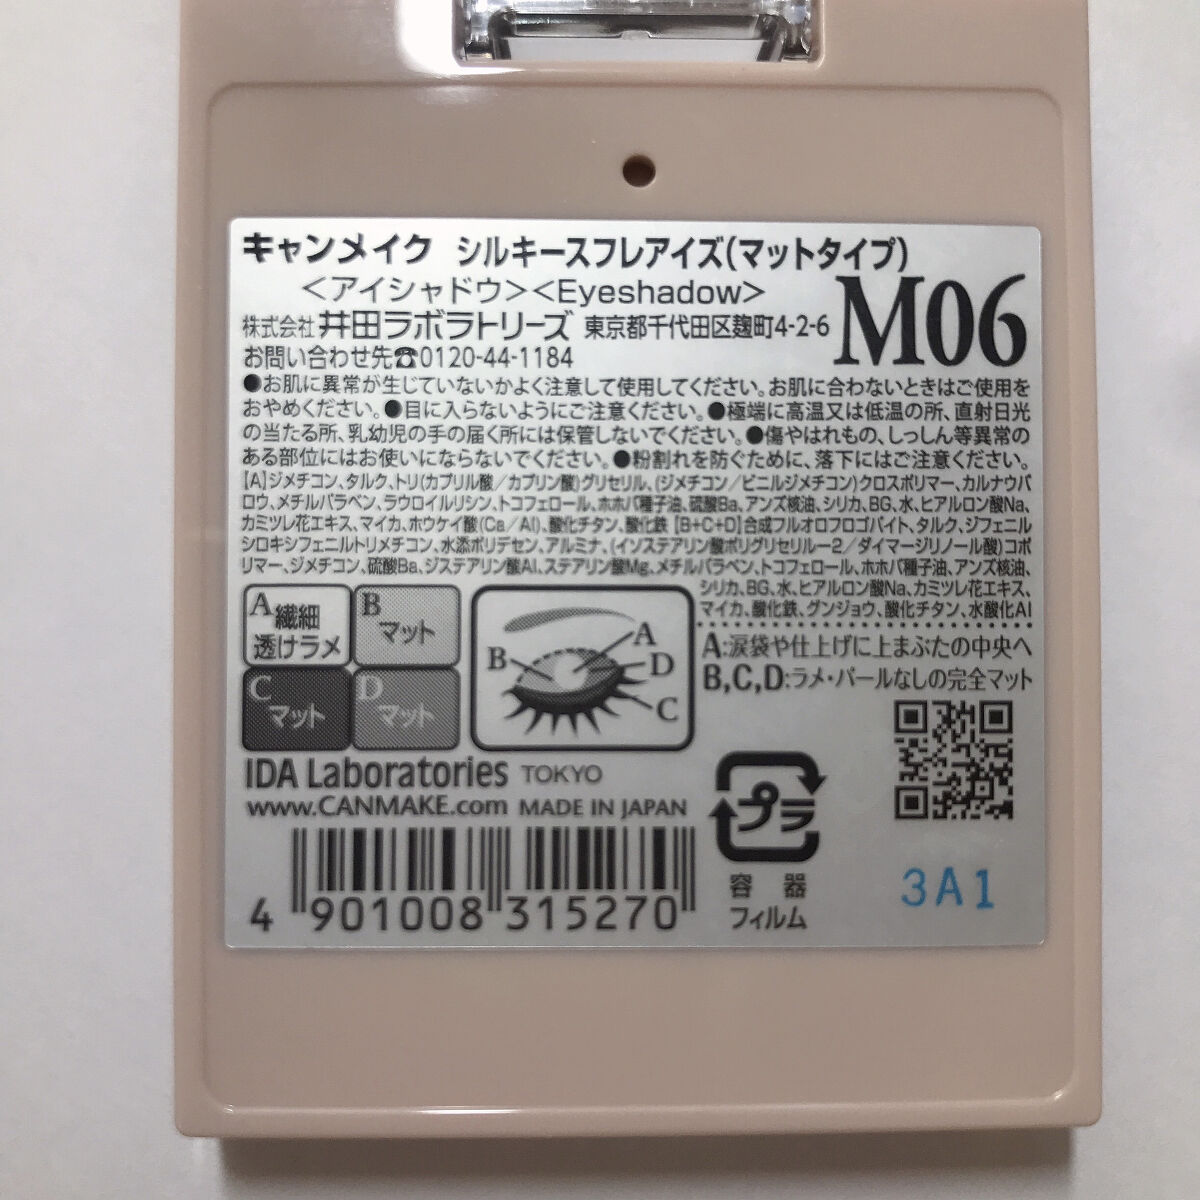 キャンメイク シルキースフレアイズ(マットタイプ)
<アイシャドウ><Eyeshadow>
M06
株式会社 井田ラボラトリーズ 東京都千代田区麹町4-2-6
お問い合わせ先☎0120-44-1184
●お肌に異常が生じていないかよく注意して使用してください。お肌に合わないときはご使用を
おやめください。●目に入らないようにご注意ください。●極端に高温又は低温の所、直射日光
の当たる所、乳幼児の手の届く所には保管しないでください。●傷やはれもの、しっしん等異常の
ある部位にはお使いにならないでください。●粉割れを防ぐために、落下にはご注意ください。
【A】ジメチコン、タルク、トリ(カプリル酸/カプリン酸)グリセリル、(ジメチコン/ビニルジメチコン)クロスポリマー、カルナウバ
ロウ、メチルパラベン、ラウロイルリシン、トコフェロール、ホホバ種子油、硫酸Ba、アンズ核油、シリカ、BG、水、ヒアルロン酸Na、
カミツレ花エキス、マイカ、ホウケイ酸(Ca/Al)、酸化チタン、酸化鉄【B+C+D】合成フルオロフロゴパイト、タルク、ジフェニル
シロキシフェニルトリメチコン、水添ポリデセン、アルミナ、(イソステアリン酸ポリグリセリル－2/ダイマージリノール酸)コポ
リマー、ジメチコン、硫酸Ba、ジステアリン酸Al、ステアリン酸Mg、メチルパラベン、トコフェロール、ホホバ種子油、アンズ核油、
シリカ、BG、水、ヒアルロン酸Na、カミツレ花エキス、
マイカ、酸化鉄、グンジョウ、酸化チタン、水酸化Al
A 繊細
透けラメ
B マット
C マット
D マット
A
B
D
C
A:涙袋や仕上げに上まぶたの中央へ
B,C,D:ラメ・パールなしの完全マット
IDA Laboratories TOKYO
www.CANMAKE.com MADE IN JAPAN
プラ
容器
フィルム
3A1
4 901008 315270